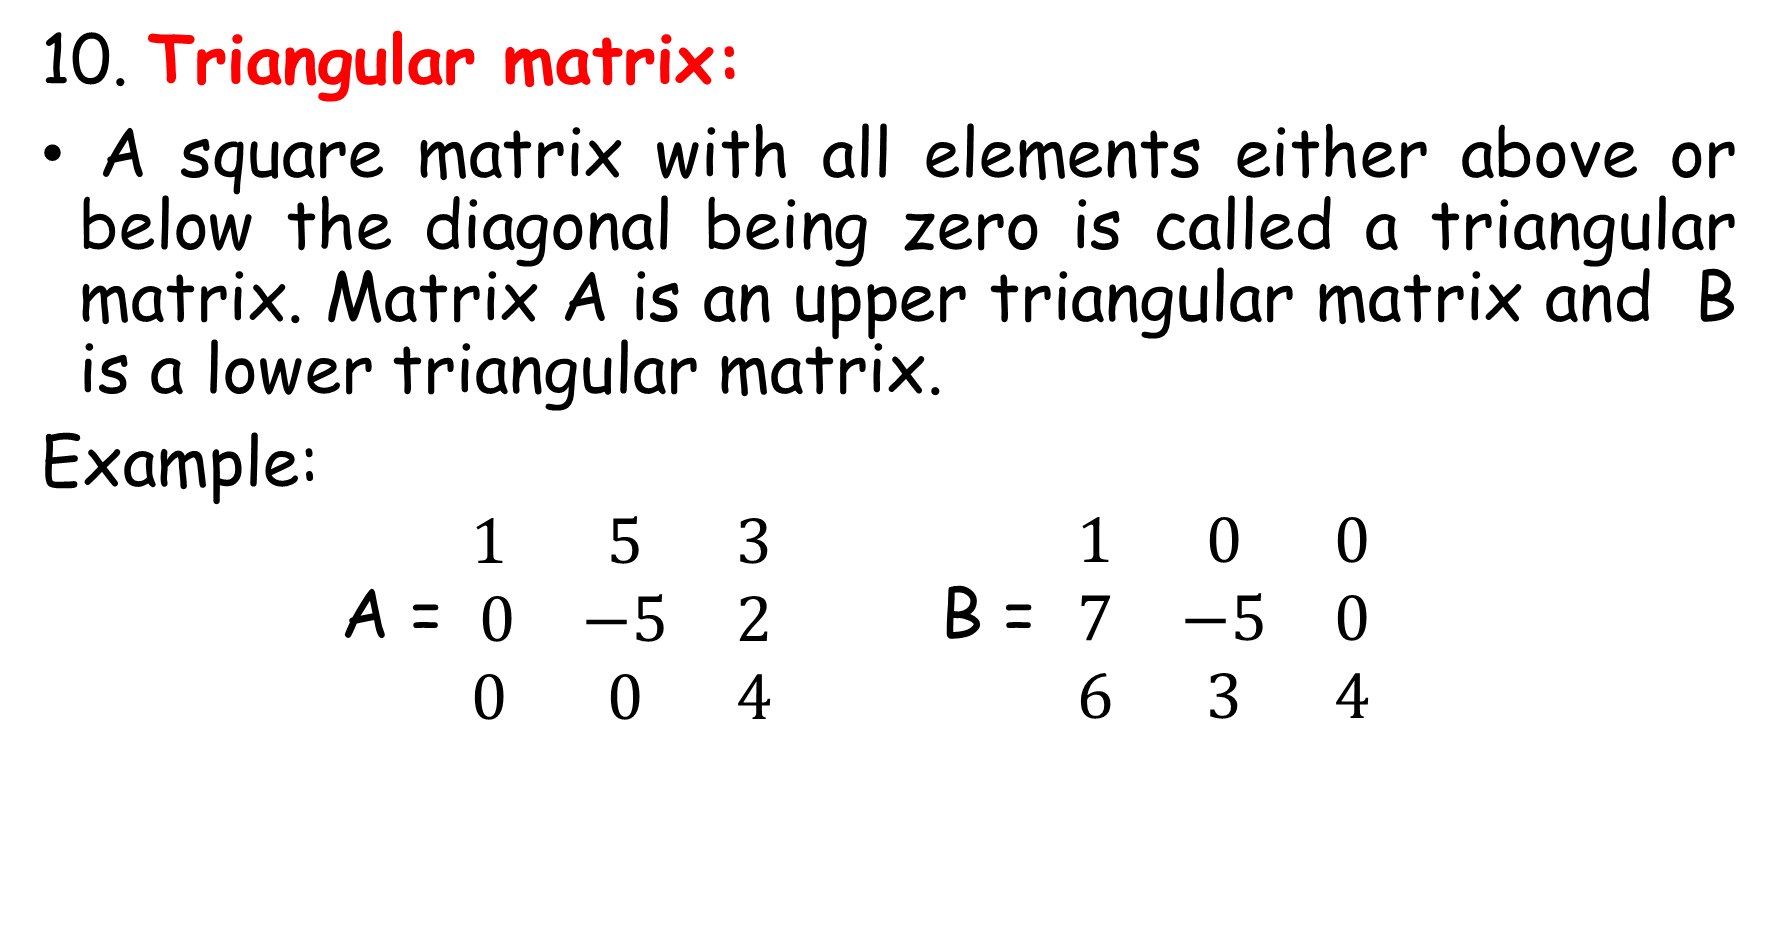 10. Triangular matrix:
• A square matrix with all elements either above or
below the diagonal being zero is called a triangular
matrix. Matrix A is an upper triangular matrix and B
is a lower triangular matrix.
Example:
1 5 3 1 0 0
A = 0 −5 2 B = 7 −5 0
0 0 4 6 3 4